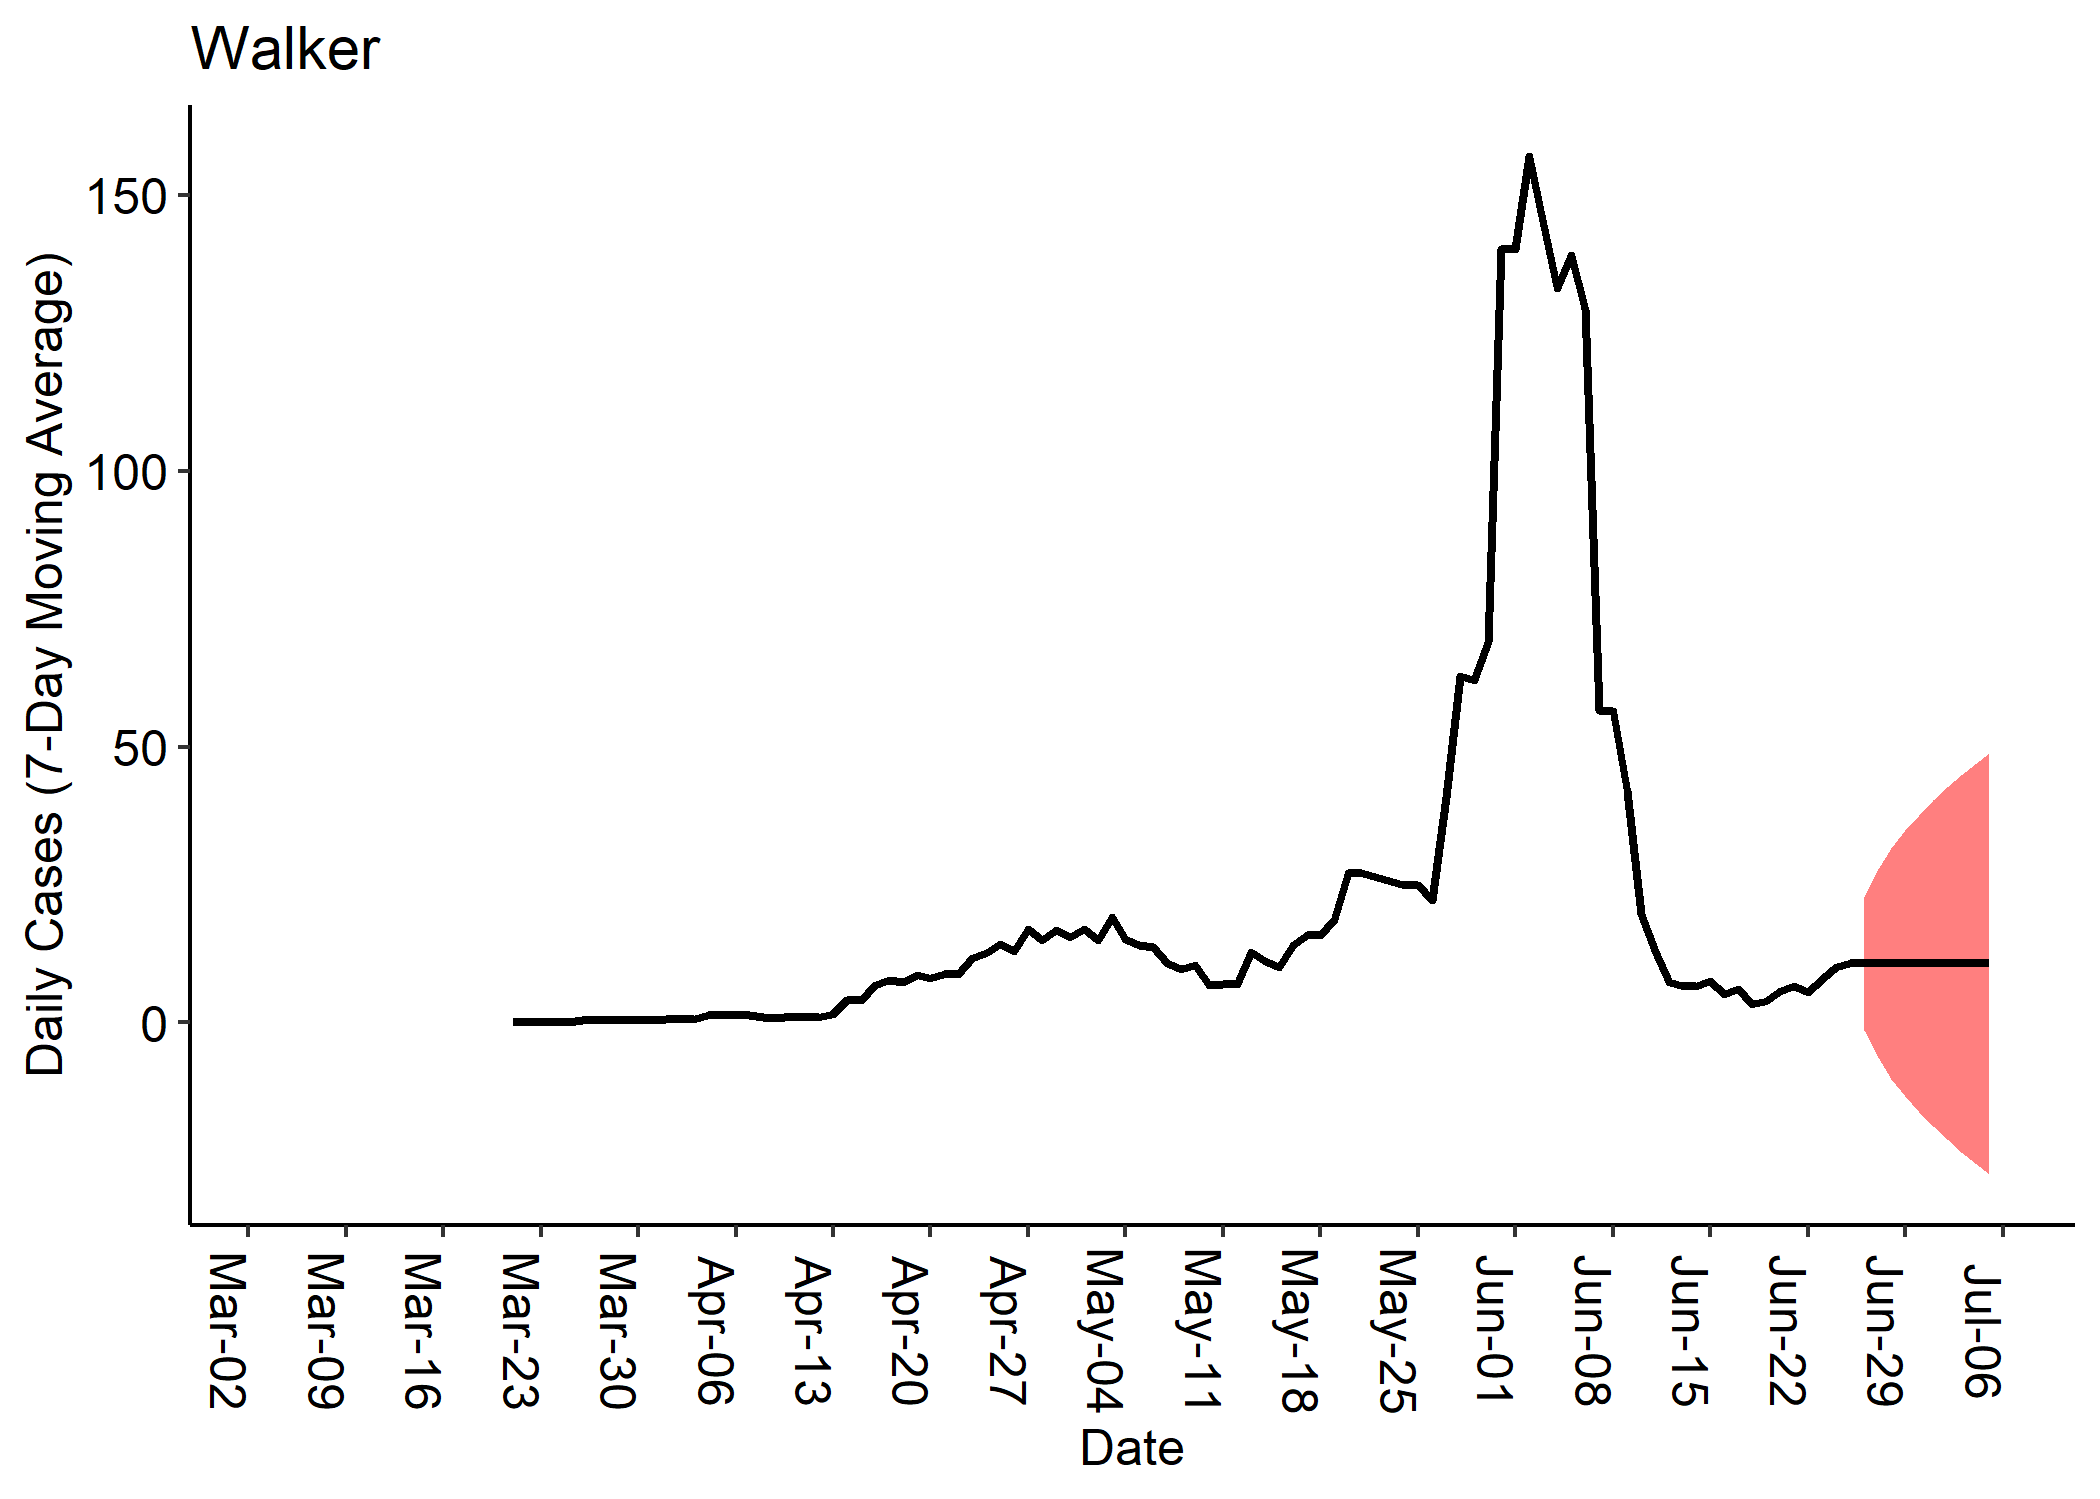 Walker
Daily Cases (7-Day Moving Average)
150
100
50
0
Mar-02
Mar-09
Mar-16
Mar-23
Mar-30
Apr-06
Apr-13
Apr-20
Apr-27
May-04
May-11
May-18
May-25
Jun-01
Jun-08
Jun-15
Jun-22
Jun-29
Jul-06
Date